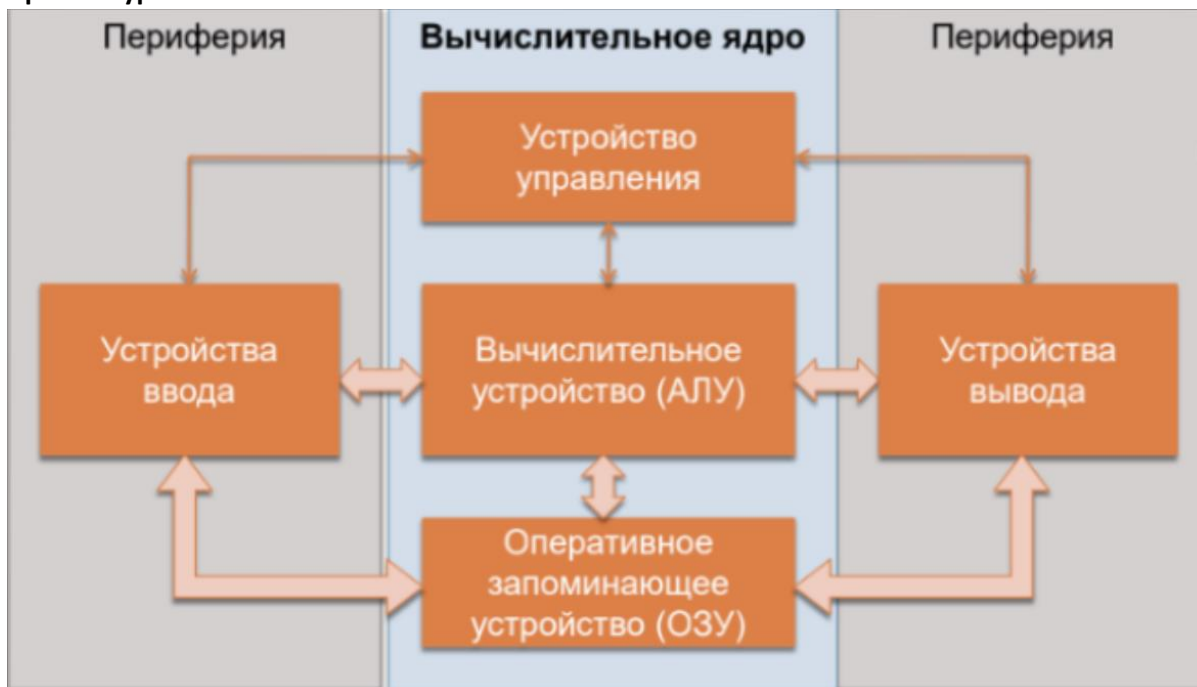 Периферия
Вычислительное ядро
Периферия
Устройство
управления
Устройства
ввода
Вычислительное
устройство (АЛУ)
Устройства
вывода
Оперативное
запоминающее
устройство (ОЗУ)